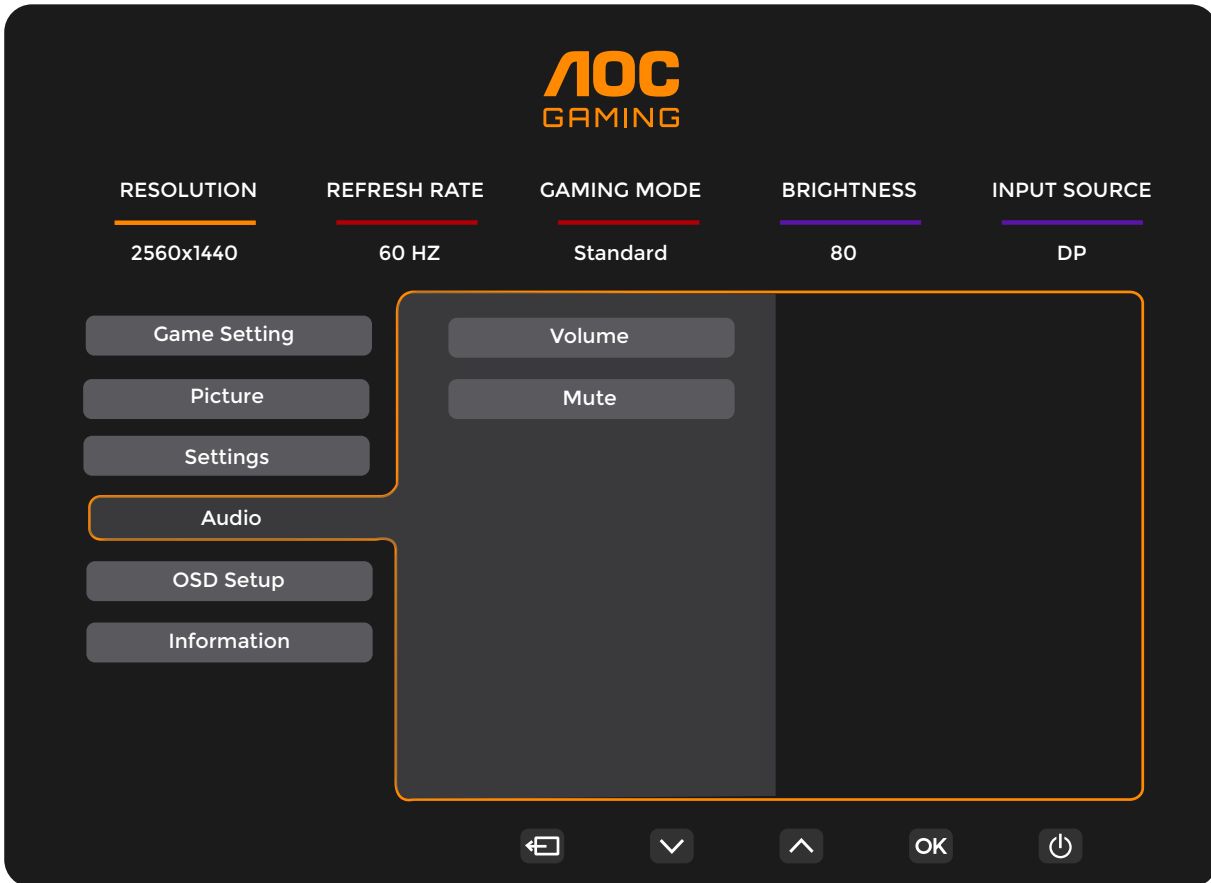 AOC
GAMING
RESOLUTION REFRESH RATE GAMING MODE BRIGHTNESS INPUT SOURCE
2560x1440 60 HZ Standard 80 DP
Game Setting Volume
Picture Mute
Settings
Audio
OSD Setup
Information
OK